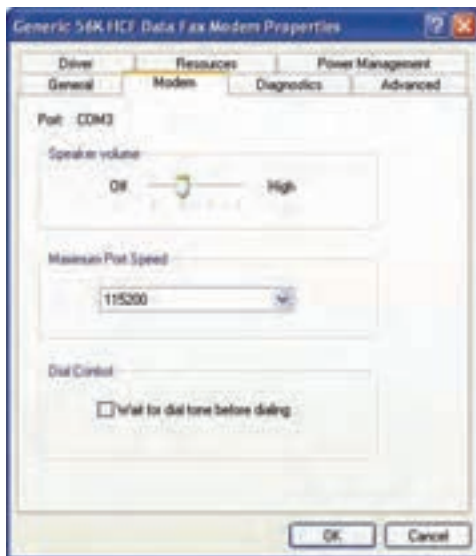 Generic 56K HCF Data Fax Modem Properties
Driver Resources Power Management
General Modem Diagnostics Advanced
Port: COM3
Speaker volume
Off High
Maximum Port Speed
115200
Dial Control
Wait for dial tone before dialing
OK Cancel